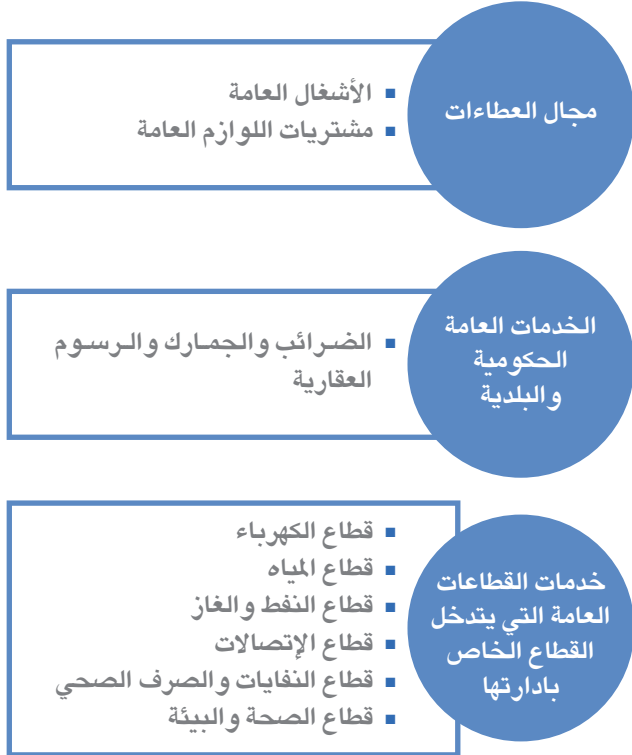 مجال العطاءات
الأشغال العامة
مشتريات اللوازم العامة
الخدمات العامة
الحكومية
والبلدية
الضرائب والجمارك والرسوم
العقارية
خدمات القطاعات
العامة التي يتدخل
القطاع الخاص
بادارتها
قطاع الكهرباء
قطاع المياه
قطاع النفط والغاز
قطاع الإتصالات
قطاع النفايات والصرف الصحي
قطاع الصحة والبيئة